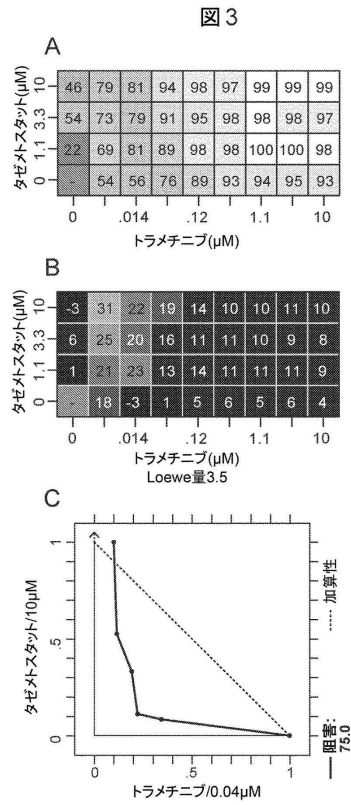 図3
A
タゼメトスタット(μM)
10 46 79 81 94 98 97 99 99 99
3.3 54 73 79 91 95 98 98 98 97
1.1 22 69 81 89 98 98 100 100 98
0 - 54 56 76 89 93 94 95 93
0 .014 .12 1.1 10
トラメチニブ(μM)
B
タゼメトスタット(μM)
10 -3 31 22 19 14 10 10 11 10
3.3 6 25 20 16 11 11 10 9 8
1.1 1 21 23 13 14 11 11 11 9
0 - 18 -3 1 5 6 5 6 4
0 .014 .12 1.1 10
トラメチニブ(μM)
Loewe量3.5
C
タゼメトスタット/10μM
1
.5
0
0 .5 1
トラメチニブ/0.04μM
加算性
阻害:
75.0